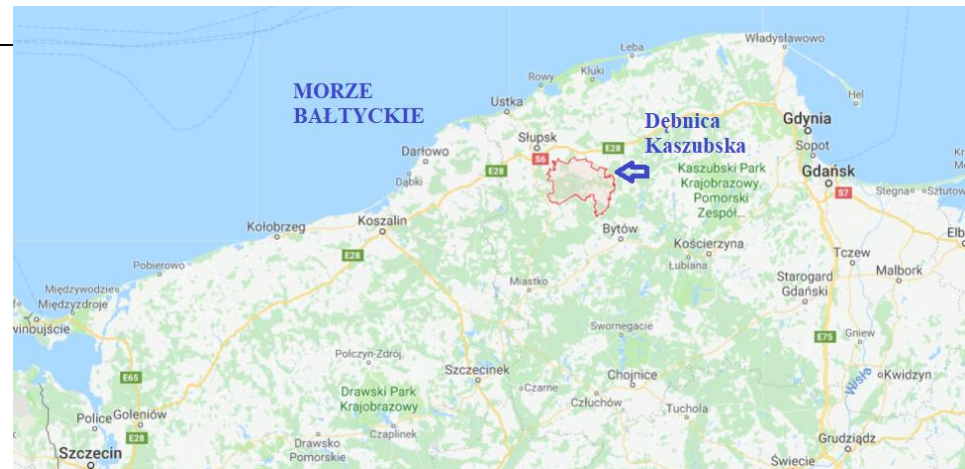 Władysławowo
Łeba
Rowy
Kluki
Hel
MORZE
BAŁTYCKIE
Ustka
Gdynia
Dębnica
Kaszubska
Słupsk
E28
Sopot
Darłowo
S6
Kaszubski Park
Krajobrazowy
Pomorski
Zespół...
Gdańsk
E28
Dąbki
S7
Stegna
Sztutow
Kołobrzeg
Koszalin
Bytów
Elb
Kościerzyna
E28
Łubiana
Tczew
Pobierowo
Malbork
Miastko
Starogard
Gdański
Międzywodzie
Międzyzdroje
winoujście
Swornegacie
E75
Gniew
Połczyn-Zdrój
Szczecinek
Chojnice
Wisła
Kwidzyn
E65
Drawski Park
Krajobrazowy
Czarne
Człuchów
Tuchola
Police
Goleniów
Czaplinek
E28
Drawsko
Pomorskie
Grudziądz
Szczecin
Świecie